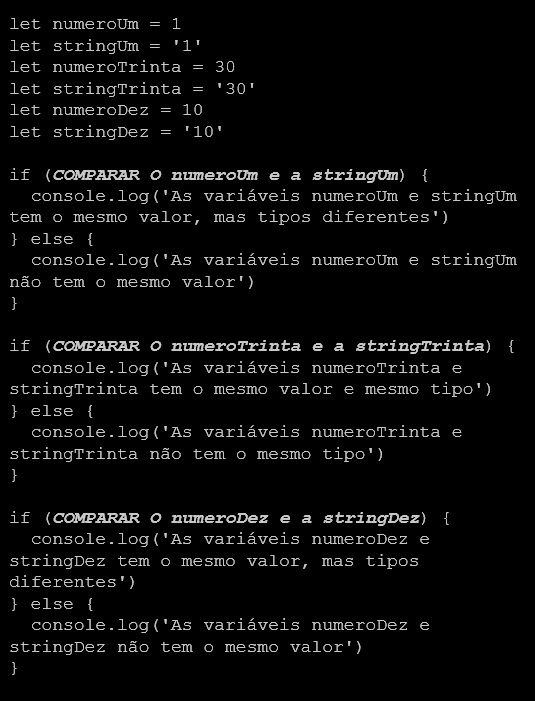 let numeroUm = 1
let stringUm = '1'
let numeroTrinta = 30
let stringTrinta = '30'
let numeroDez = 10
let stringDez = '10'
if (COMPARAR O numeroUm e a stringUm) {
console.log('As variáveis numeroUm e stringUm
tem o mesmo valor, mas tipos diferentes')
} else {
console.log('As variáveis numeroUm e stringUm
não tem o mesmo valor')
}
if (COMPARAR O numeroTrinta e a stringTrinta) {
console.log('As variáveis numeroTrinta e
stringTrinta tem o mesmo valor e mesmo tipo')
} else {
console.log('As variáveis numeroTrinta e
stringTrinta não tem o mesmo tipo')
}
if (COMPARAR O numeroDez e a stringDez) {
console.log('As variáveis numeroDez e
stringDez tem o mesmo valor, mas tipos
diferentes')
} else {
console.log('As variáveis numeroDez e
stringDez não tem o mesmo valor')
}